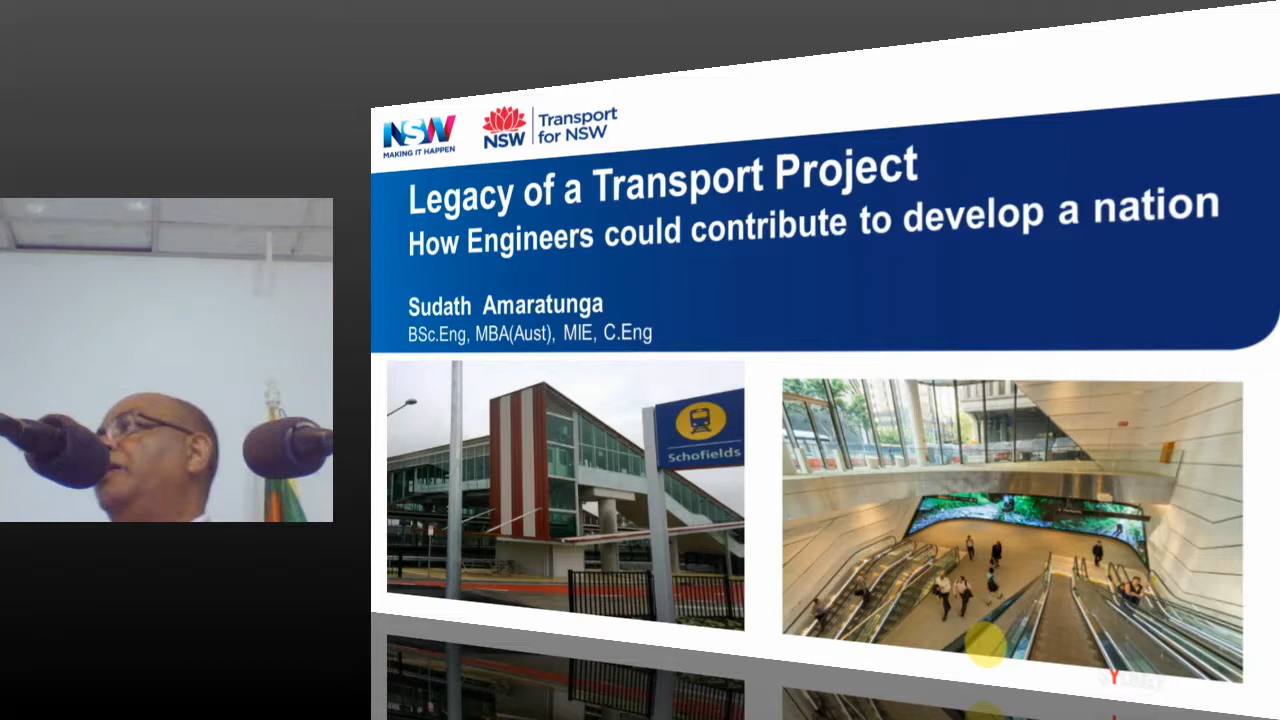 NSW
MAKING IT HAPPEN
NSW
Transport
for NSW
Legacy of a Transport Project
How Engineers could contribute to develop a nation
Sudath Amaratunga
BSc.Eng, MBA(Aust), MIE, C.Eng
Schofields